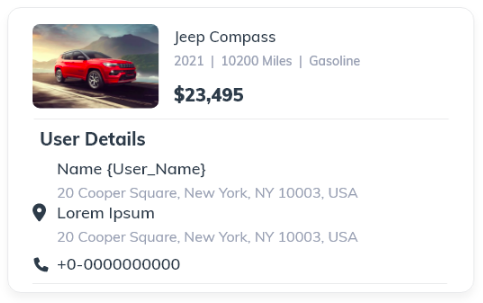 Jeep Compass
2021 | 10200 Miles | Gasoline
$23,495
User Details
Name {User_Name}
20 Cooper Square, New York, NY 10003, USA
Lorem Ipsum
20 Cooper Square, New York, NY 10003, USA
+0-0000000000